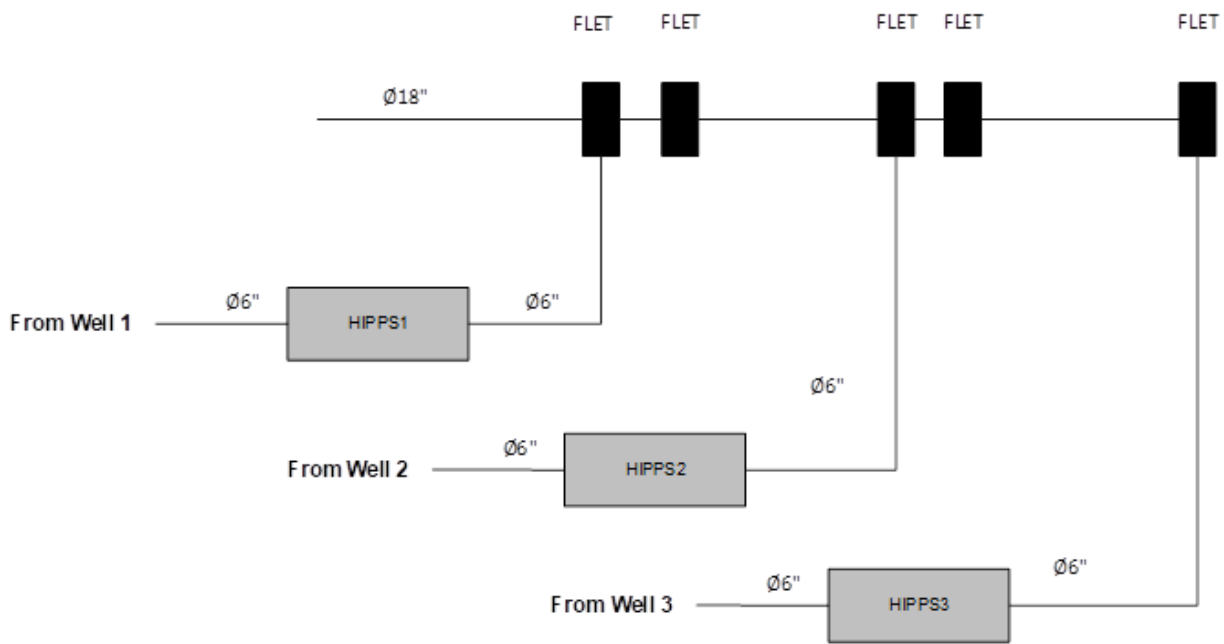 FLET FLET FLET FLET FLET
Ø18"
From Well 1 Ø6" HIPPS1 Ø6"
Ø6"
From Well 2 Ø6" HIPPS2
From Well 3 Ø6" HIPPS3 Ø6"